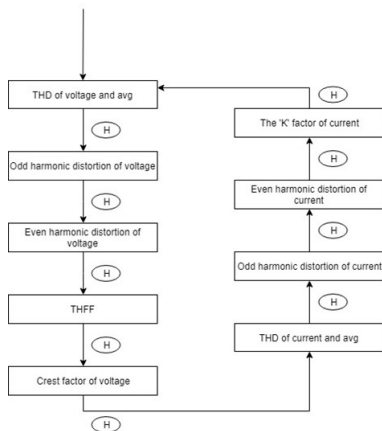 THD of voltage and avg
H
Odd harmonic distortion of voltage
H
Even harmonic distortion of
voltage
H
THFF
H
Crest factor of voltage
H
THD of current and avg
H
Odd harmonic distortion of current
H
Even harmonic distortion of
current
H
The 'K' factor of current
H